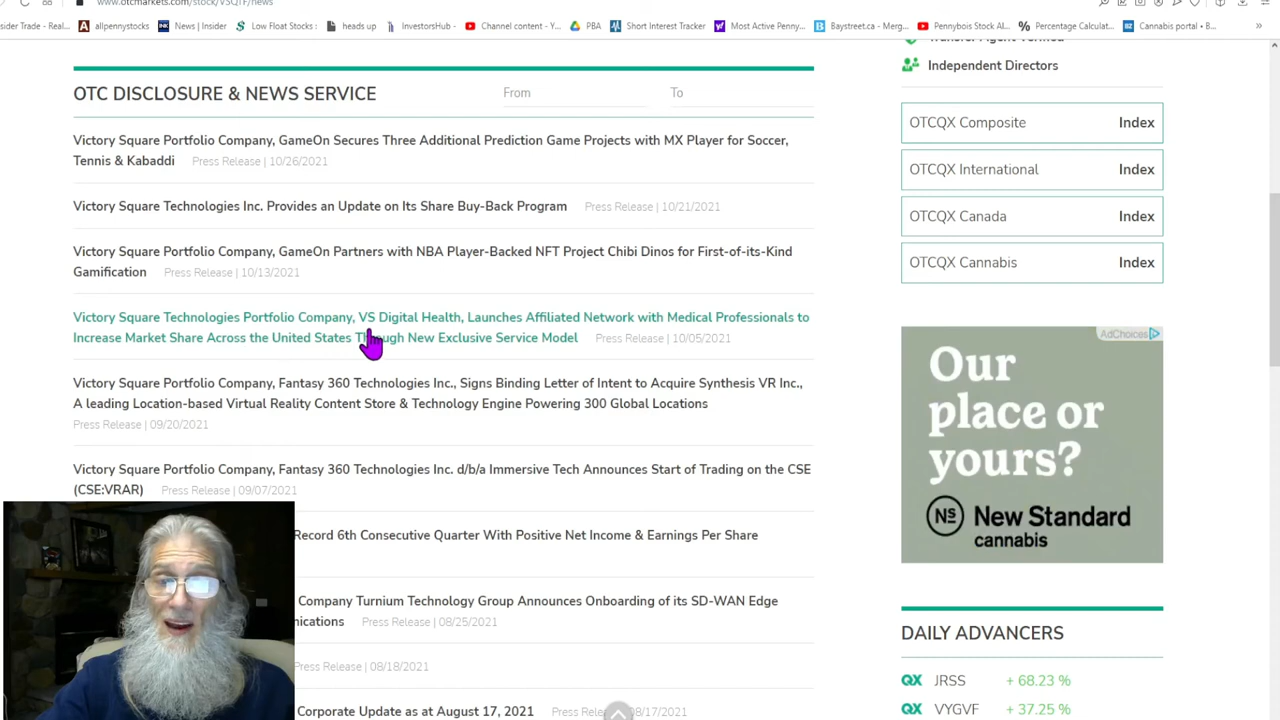 www.otcmarkets.com/stock/VSQTF/news
sider Trade - Real... allpennystocks News | Insider Low Float Stocks : heads up InvestorsHub - Channel content - Yo... PBA Short Interest Tracker Most Active Penny... Baystreet.ca - Merg... Pennybois Stock Al... Percentage Calculat... Cannabis portal • B... »
Transfer Agent Verified
Independent Directors
OTC DISCLOSURE & NEWS SERVICE From To
Victory Square Portfolio Company, GameOn Secures Three Additional Prediction Game Projects with MX Player for Soccer,
Tennis & Kabaddi Press Release | 10/26/2021
Victory Square Technologies Inc. Provides an Update on Its Share Buy-Back Program Press Release | 10/21/2021
Victory Square Portfolio Company, GameOn Partners with NBA Player-Backed NFT Project Chibi Dinos for First-of-its-Kind
Gamification Press Release | 10/13/2021
Victory Square Technologies Portfolio Company, VS Digital Health, Launches Affiliated Network with Medical Professionals to
Increase Market Share Across the United States Through New Exclusive Service Model Press Release | 10/05/2021
Victory Square Portfolio Company, Fantasy 360 Technologies Inc., Signs Binding Letter of Intent to Acquire Synthesis VR Inc.,
A leading Location-based Virtual Reality Content Store & Technology Engine Powering 300 Global Locations
Press Release | 09/20/2021
Victory Square Portfolio Company, Fantasy 360 Technologies Inc. d/b/a Immersive Tech Announces Start of Trading on the CSE
(CSE:VRAR) Press Release | 09/07/2021
Record 6th Consecutive Quarter With Positive Net Income & Earnings Per Share
Company Turnium Technology Group Announces Onboarding of its SD-WAN Edge
nications Press Release | 08/25/2021
Press Release | 08/18/2021
Corporate Update as at August 17, 2021 Press Release | 08/17/2021
OTCQX Composite Index
OTCQX International Index
OTCQX Canada Index
OTCQX Cannabis Index
AdChoices
Our
place or
yours?
NS New Standard
cannabis
DAILY ADVANCERS
QX JRSS + 68.23 %
QX VYGVF + 37.25 %